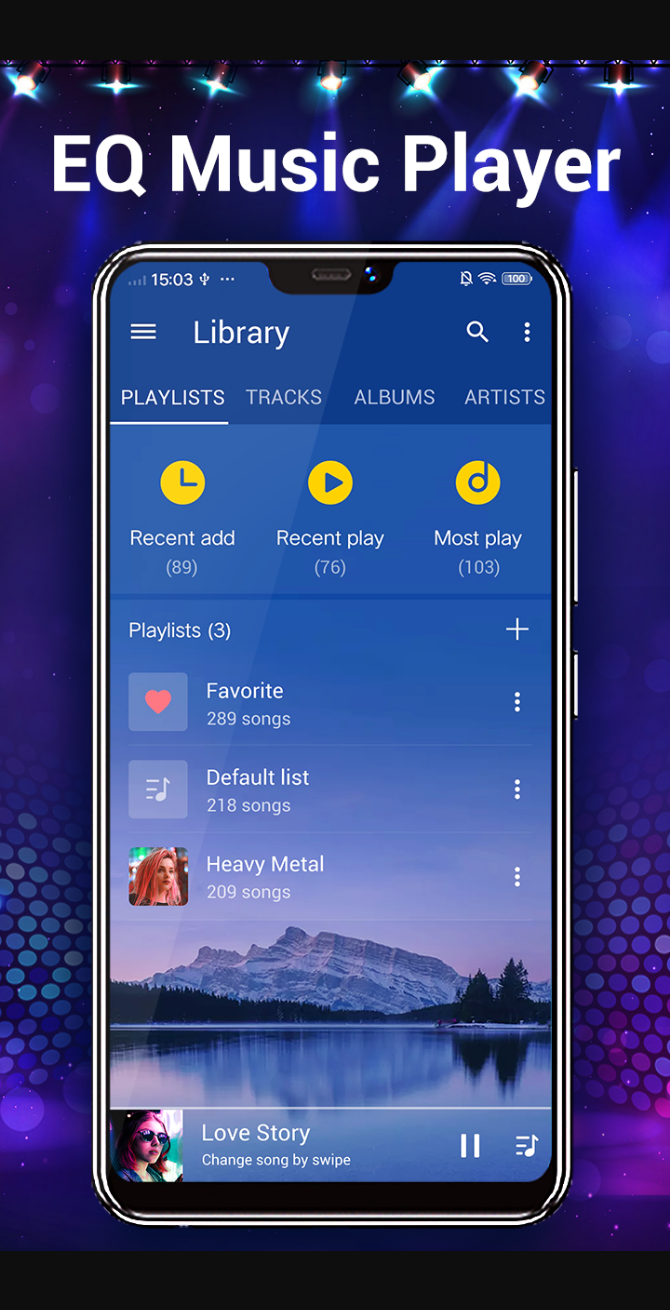 EQ Music Player
15:03 ...
100
Library
PLAYLISTS TRACKS ALBUMS ARTISTS
Recent add Recent play Most play
(89) (76) (103)
Playlists (3)
Favorite
289 songs
Default list
218 songs
Heavy Metal
209 songs
Love Story
Change song by swipe